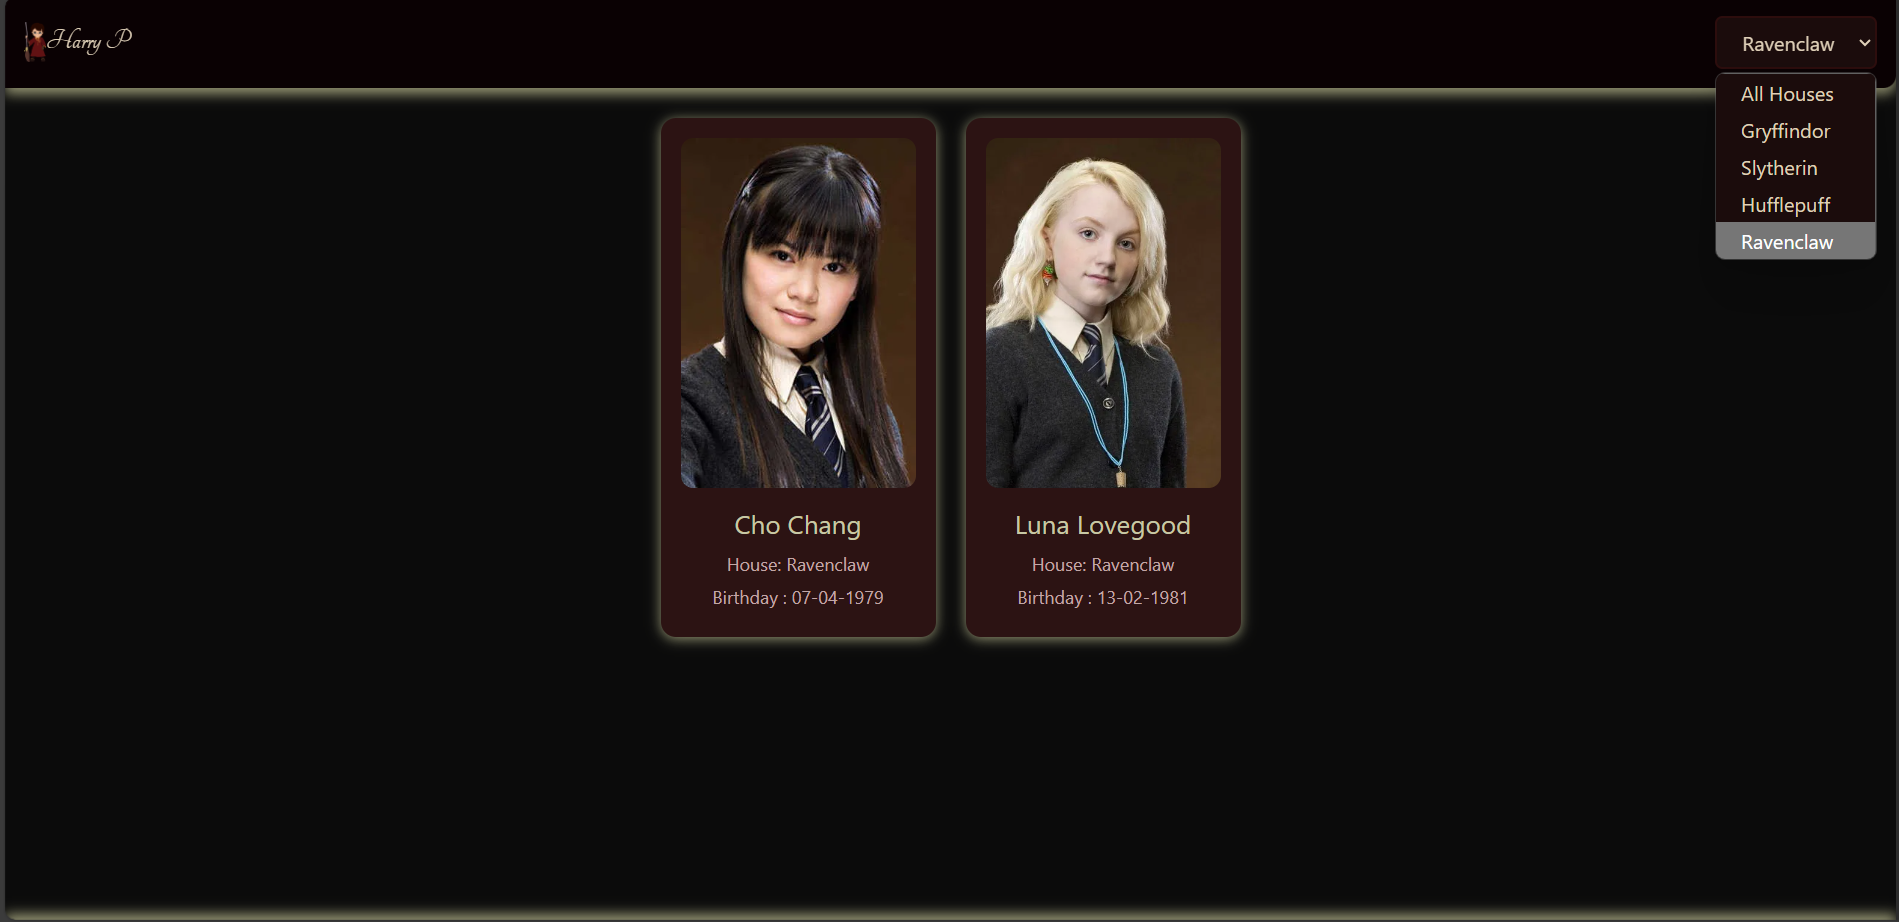 Harry P
Ravenclaw
All Houses
Gryffindor
Slytherin
Hufflepuff
Ravenclaw
Cho Chang
House: Ravenclaw
Birthday : 07-04-1979
Luna Lovegood
House: Ravenclaw
Birthday : 13-02-1981